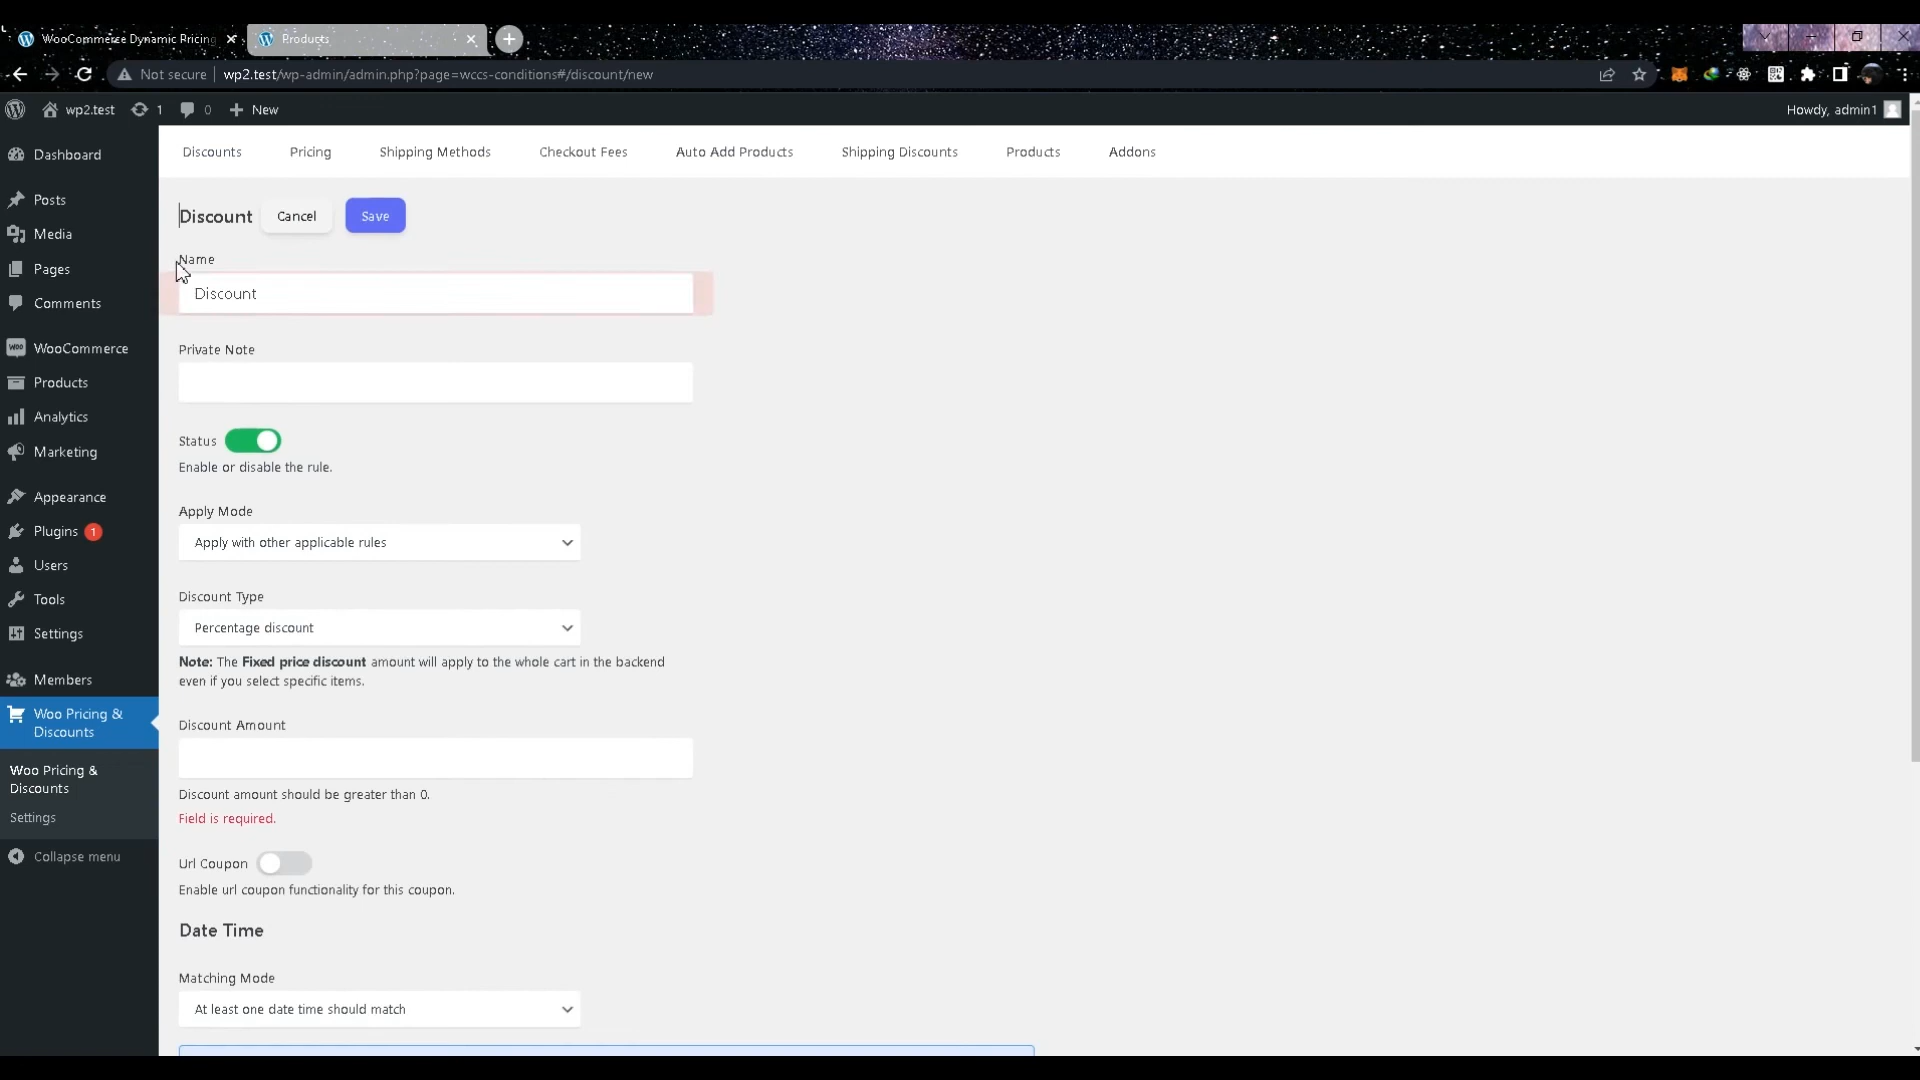 WooCommerce Dynamic Pricing
Products
Not secure
wp2.test/wp-admin/admin.php?page=wccs-conditions#/discount/new
wp2.test
1
0
New
Howdy, admin1
Dashboard
Posts
Media
Pages
Comments
WooCommerce
Products
Analytics
Marketing
Appearance
Plugins 1
Users
Tools
Settings
Members
Woo Pricing &
Discounts
Woo Pricing &
Discounts
Settings
Collapse menu
Discounts
Pricing
Shipping Methods
Checkout Fees
Auto Add Products
Shipping Discounts
Products
Addons
Discount
Cancel
Save
Name
Discount
Private Note
Status
Enable or disable the rule.
Apply Mode
Apply with other applicable rules
Discount Type
Percentage discount
Note: The Fixed price discount amount will apply to the whole cart in the backend
even if you select specific items.
Discount Amount
Discount amount should be greater than 0.
Field is required.
Url Coupon
Enable url coupon functionality for this coupon.
Date Time
Matching Mode
At least one date time should match